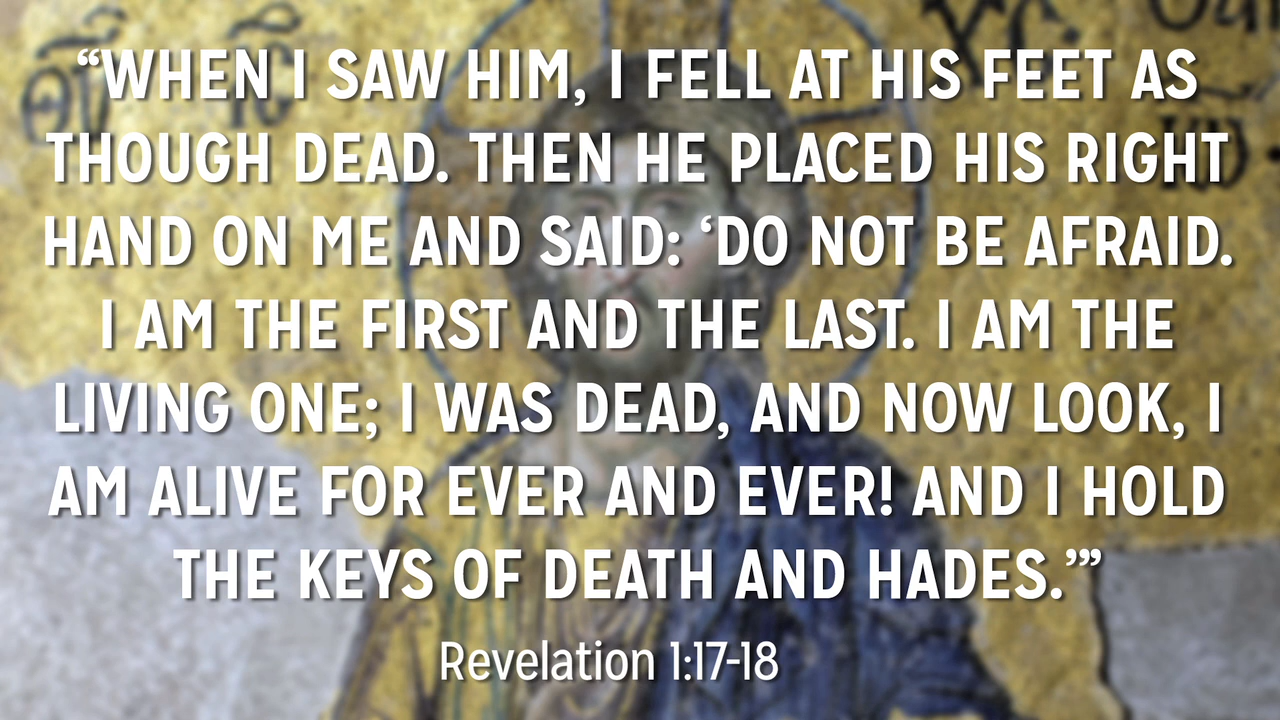 “WHEN I SAW HIM, I FELL AT HIS FEET AS
THOUGH DEAD. THEN HE PLACED HIS RIGHT
HAND ON ME AND SAID: ‘DO NOT BE AFRAID.
I AM THE FIRST AND THE LAST. I AM THE
LIVING ONE; I WAS DEAD, AND NOW LOOK, I
AM ALIVE FOR EVER AND EVER! AND I HOLD
THE KEYS OF DEATH AND HADES.’”
Revelation 1:17-18